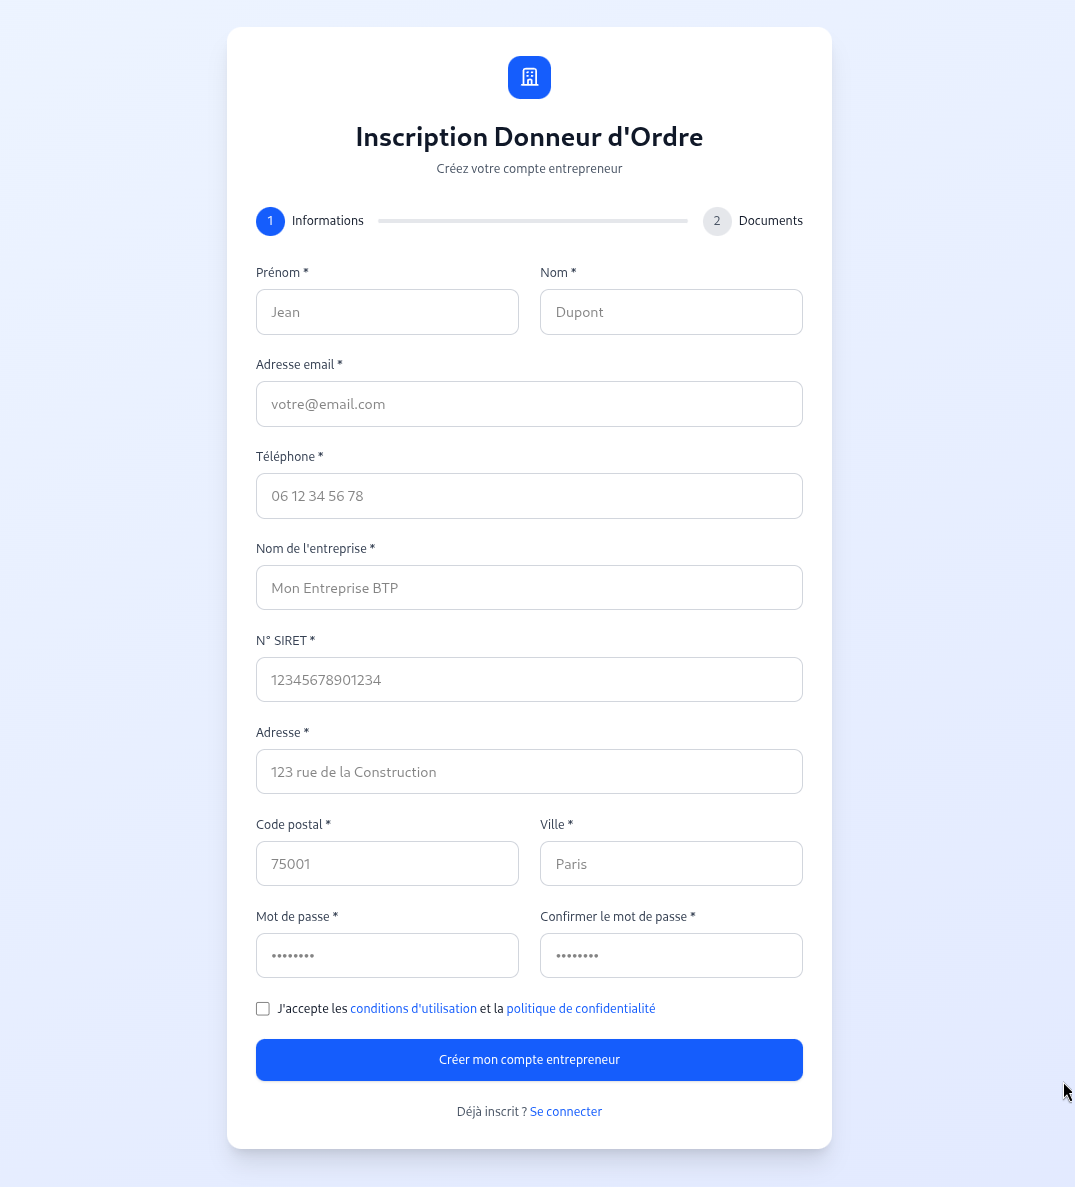 Inscription Donneur d'Ordre
Créez votre compte entrepreneur
1 Informations 2 Documents
Prénom * Nom *
Jean Dupont
Adresse email *
votre@email.com
Téléphone *
06 12 34 56 78
Nom de l'entreprise *
Mon Entreprise BTP
N° SIRET *
12345678901234
Adresse *
123 rue de la Construction
Code postal * Ville *
75001 Paris
Mot de passe * Confirmer le mot de passe *
•••••••• ••••••••
J'accepte les conditions d'utilisation et la politique de confidentialité
Créer mon compte entrepreneur
Déjà inscrit ? Se connecter